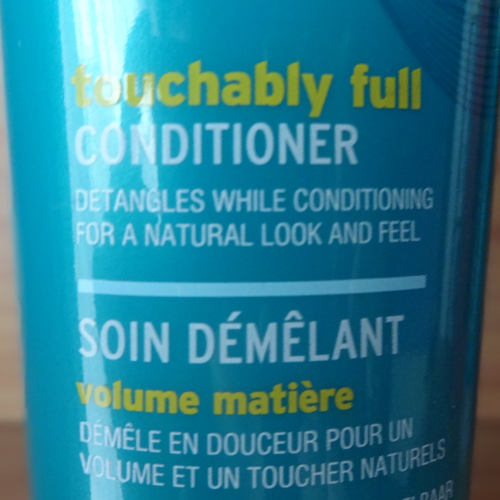 touchably full
CONDITIONER
DETANGLES WHILE CONDITIONING
FOR A NATURAL LOOK AND FEEL
SOIN DÉMÊLANT
volume matière
DÉMÊLE EN DOUCEUR POUR UN
VOLUME ET UN TOUCHER NATURELS